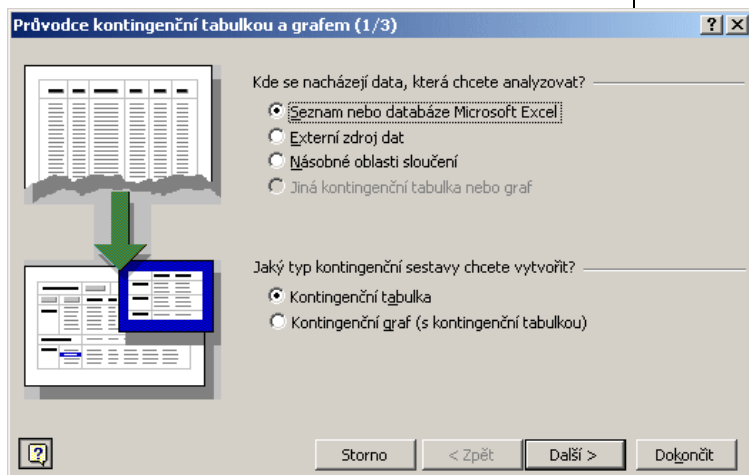 Průvodce kontingenční tabulkou a grafem (1/3)
Kde se nacházejí data, která chcete analyzovat?
Seznam nebo databáze Microsoft Excel
Externí zdroj dat
Násobné oblasti sloučení
Jiná kontingenční tabulka nebo graf
Jaký typ kontingenční sestavy chcete vytvořit?
Kontingenční tabulka
Kontingenční graf (s kontingenční tabulkou)
Storno
< Zpět
Další >
Dokončit